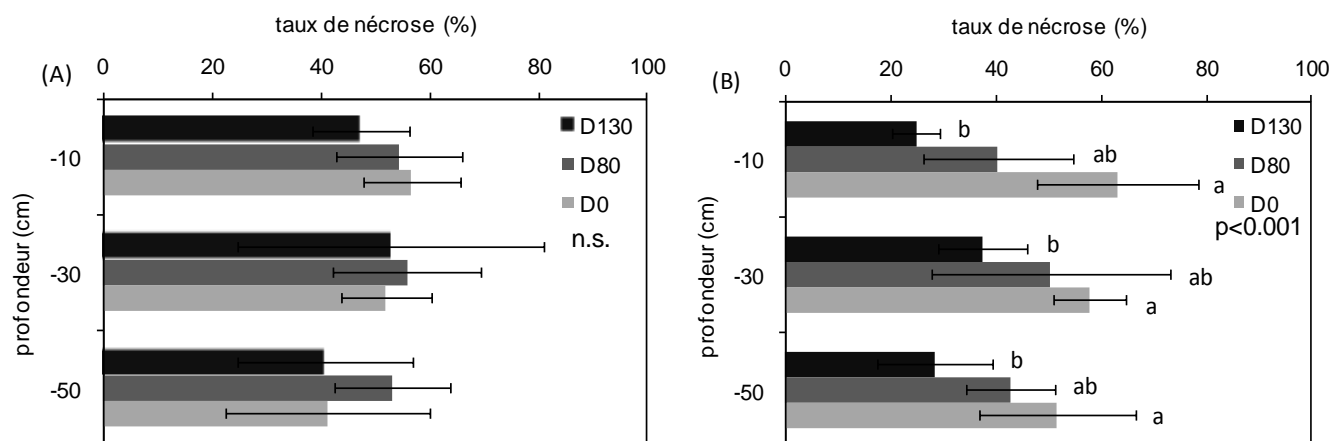 taux de nécrose (%)
(A)
0 20 40 60 80 100
profondeur (cm)
-10
-30
-50
D130
D80
D0
n.s.
taux de nécrose (%)
(B)
0 20 40 60 80 100
profondeur (cm)
-10
-30
-50
b
ab
a
b
ab
a
b
ab
a
D130
D80
D0
p<0.001